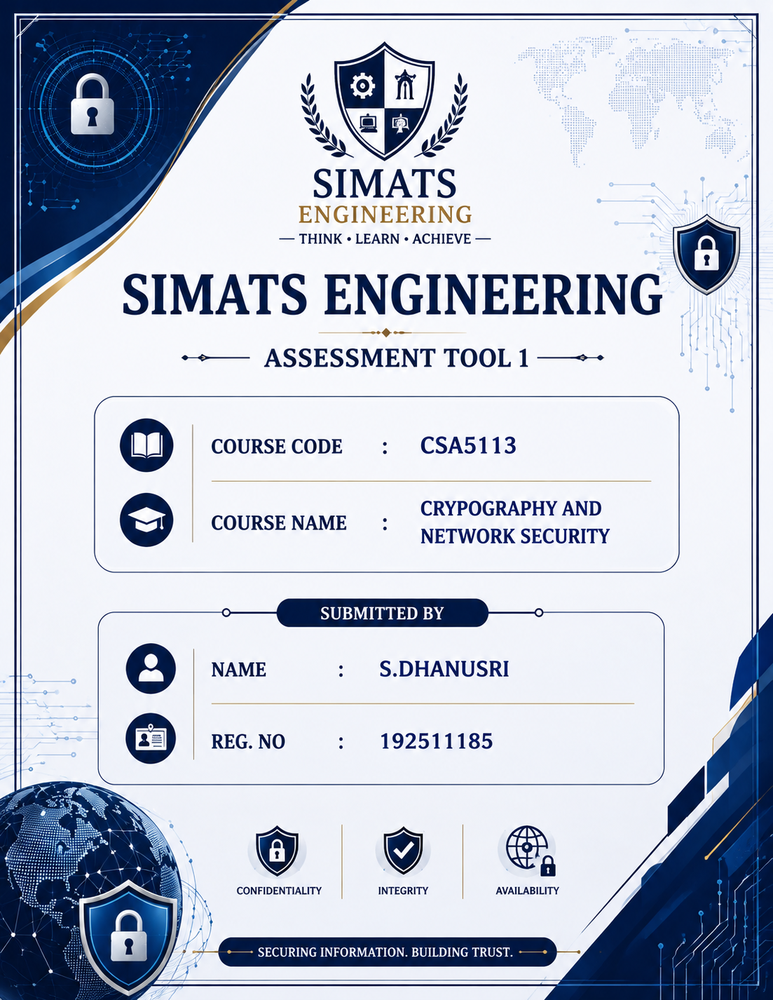 SIMATS
ENGINEERING
THINK • LEARN • ACHIEVE
SIMATS ENGINEERING
ASSESSMENT TOOL 1
COURSE CODE : CSA5113
COURSE NAME : CRYPOGRAPHY AND
NETWORK SECURITY
SUBMITTED BY
NAME : S.DHANUSRI
REG. NO : 192511185
CONFIDENTIALITY
INTEGRITY
AVAILABILITY
SECURING INFORMATION. BUILDING TRUST.